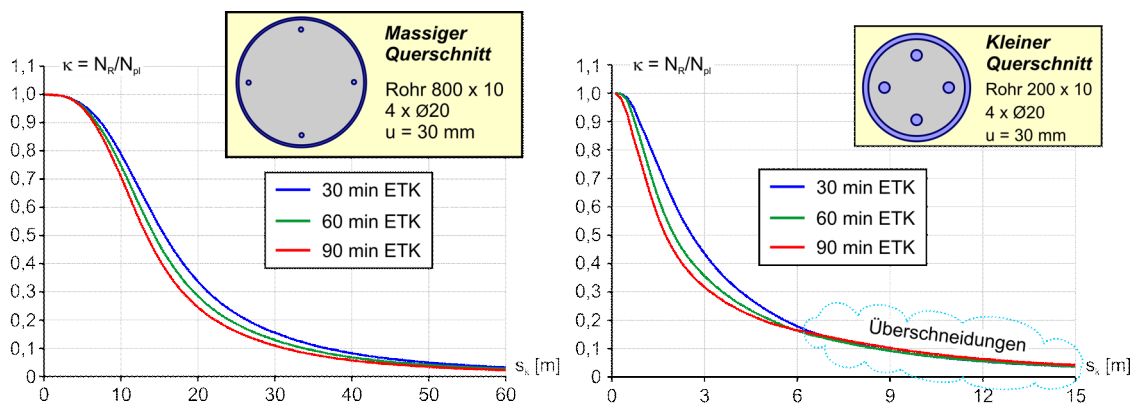 κ = N_R/N_pl
Massiger
Querschnitt
Rohr 800 x 10
4 x Ø20
u = 30 mm
1,1
1,0
0,9
0,8
0,7
0,6
0,5
0,4
0,3
0,2
0,1
0
30 min ETK
60 min ETK
90 min ETK
0 10 20 30 40 50 60
s_k [m]
κ = N_R/N_pl
Kleiner
Querschnitt
Rohr 200 x 10
4 x Ø20
u = 30 mm
1,1
1,0
0,9
0,8
0,7
0,6
0,5
0,4
0,3
0,2
0,1
0
30 min ETK
60 min ETK
90 min ETK
Überschneidungen
0 3 6 9 12 15
s_k [m]